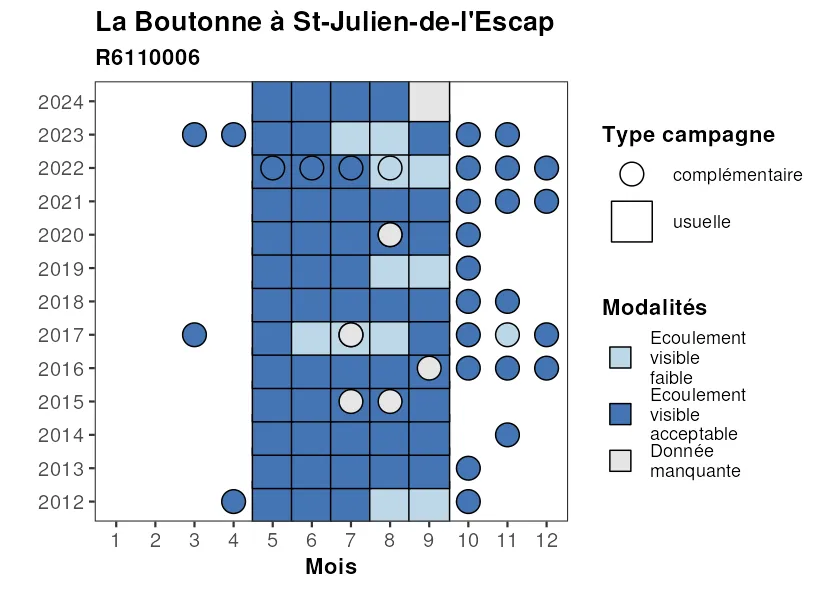 La Boutonne à St-Julien-de-l'Escap
R6110006
2024
2023
2022
2021
2020
2019
2018
2017
2016
2015
2014
2013
2012
1 2 3 4 5 6 7 8 9 10 11 12
Mois
Type campagne
complémentaire
usuelle
Modalités
Ecoulement
visible
faible
Ecoulement
visible
acceptable
Donnée
manquante